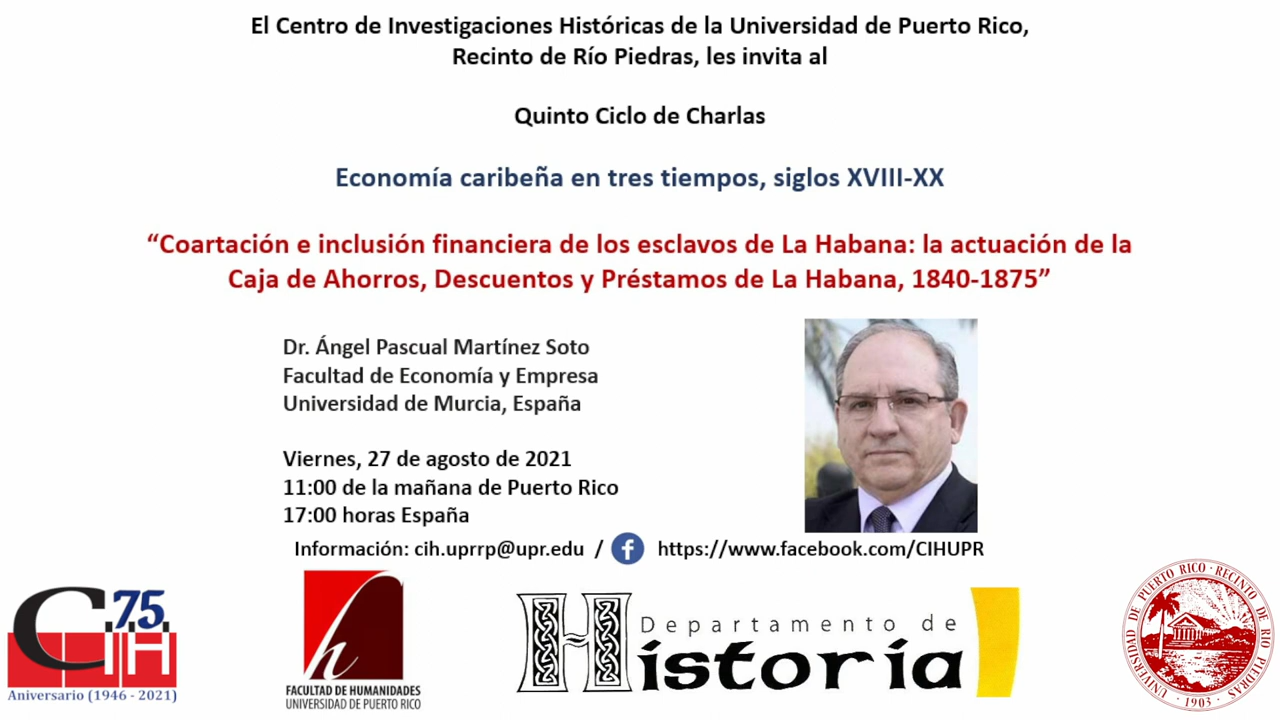 El Centro de Investigaciones Históricas de la Universidad de Puerto Rico,
Recinto de Río Piedras, les invita al
Quinto Ciclo de Charlas
Economía caribeña en tres tiempos, siglos XVIII-XX
“Coartación e inclusión financiera de los esclavos de La Habana: la actuación de la
Caja de Ahorros, Descuentos y Préstamos de La Habana, 1840-1875”
Dr. Ángel Pascual Martínez Soto
Facultad de Economía y Empresa
Universidad de Murcia, España
Viernes, 27 de agosto de 2021
11:00 de la mañana de Puerto Rico
17:00 horas España
Información: cih.uprrp@upr.edu / f https://www.facebook.com/CIHUPR
CIH 75
Aniversario (1946 - 2021)
h
FACULTAD DE HUMANIDADES
UNIVERSIDAD DE PUERTO RICO
Departamento de
Historia
UNIVERSIDAD DE PUERTO RICO · RECINTO DE RÍO PIEDRAS
· 1903 ·